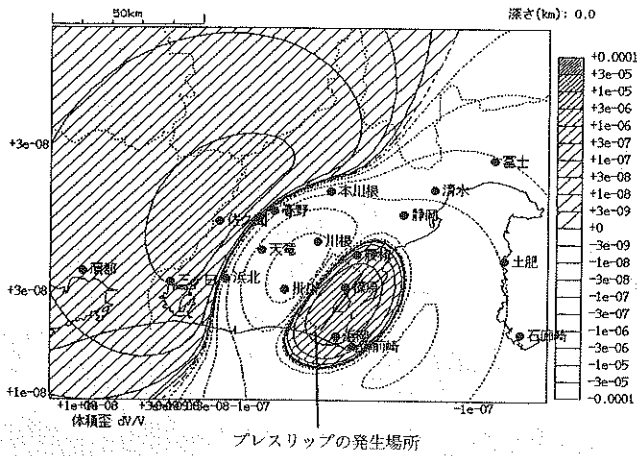 50km
深さ(km): 0.0
+0.0001
+3e-05
+1e-05
+3e-06
+1e-06
+3e-07
+1e-07
+3e-08
+1e-08
+3e-09
+0
-3e-09
-1e-08
-3e-08
-1e-07
-3e-07
-1e-06
-3e-06
-1e-05
-3e-05
-0.0001
+3e-08
+3e-08
+1e-08
富士
清水
静岡
本川根
春野
佐久間
川根
天竜
藤枝
土肥
浜北
三ヶ日
掛川
榛原
浜岡
御前崎
石廊崎
-1e-07
-1e-07
体積歪 dV/V
プレスリップの発生場所